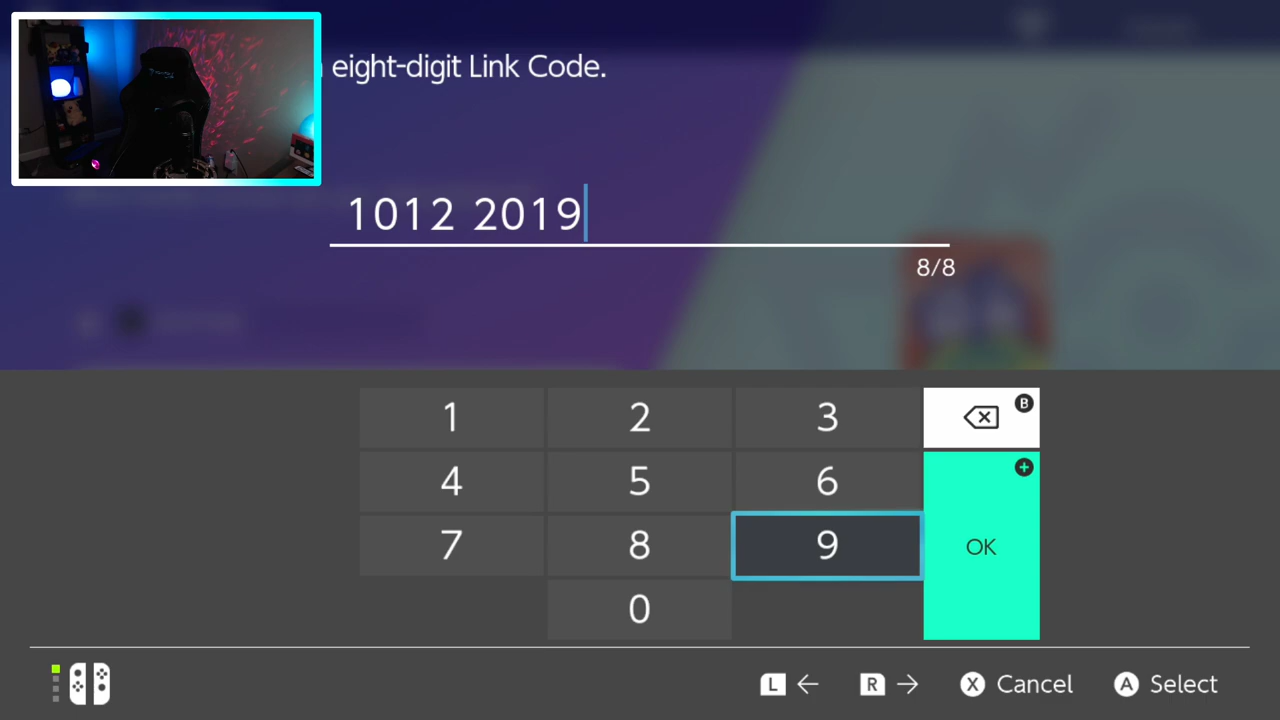 eight-digit Link Code.
1012 2019
8/8
1 2 3 B
4 5 6 +
7 8 9 OK
0
L ← R → X Cancel A Select